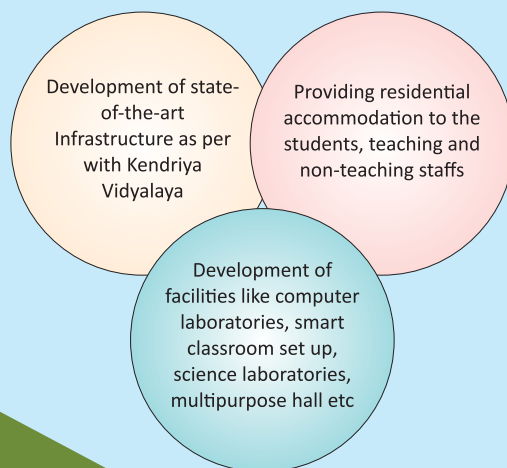 Development of state-
of-the-art
Infrastructure as per
with Kendriya
Vidyalaya
Providing residential
accommodation to the
students, teaching and
non-teaching staffs
Development of
facilities like computer
laboratories, smart
classroom set up,
science laboratories,
multipurpose hall etc